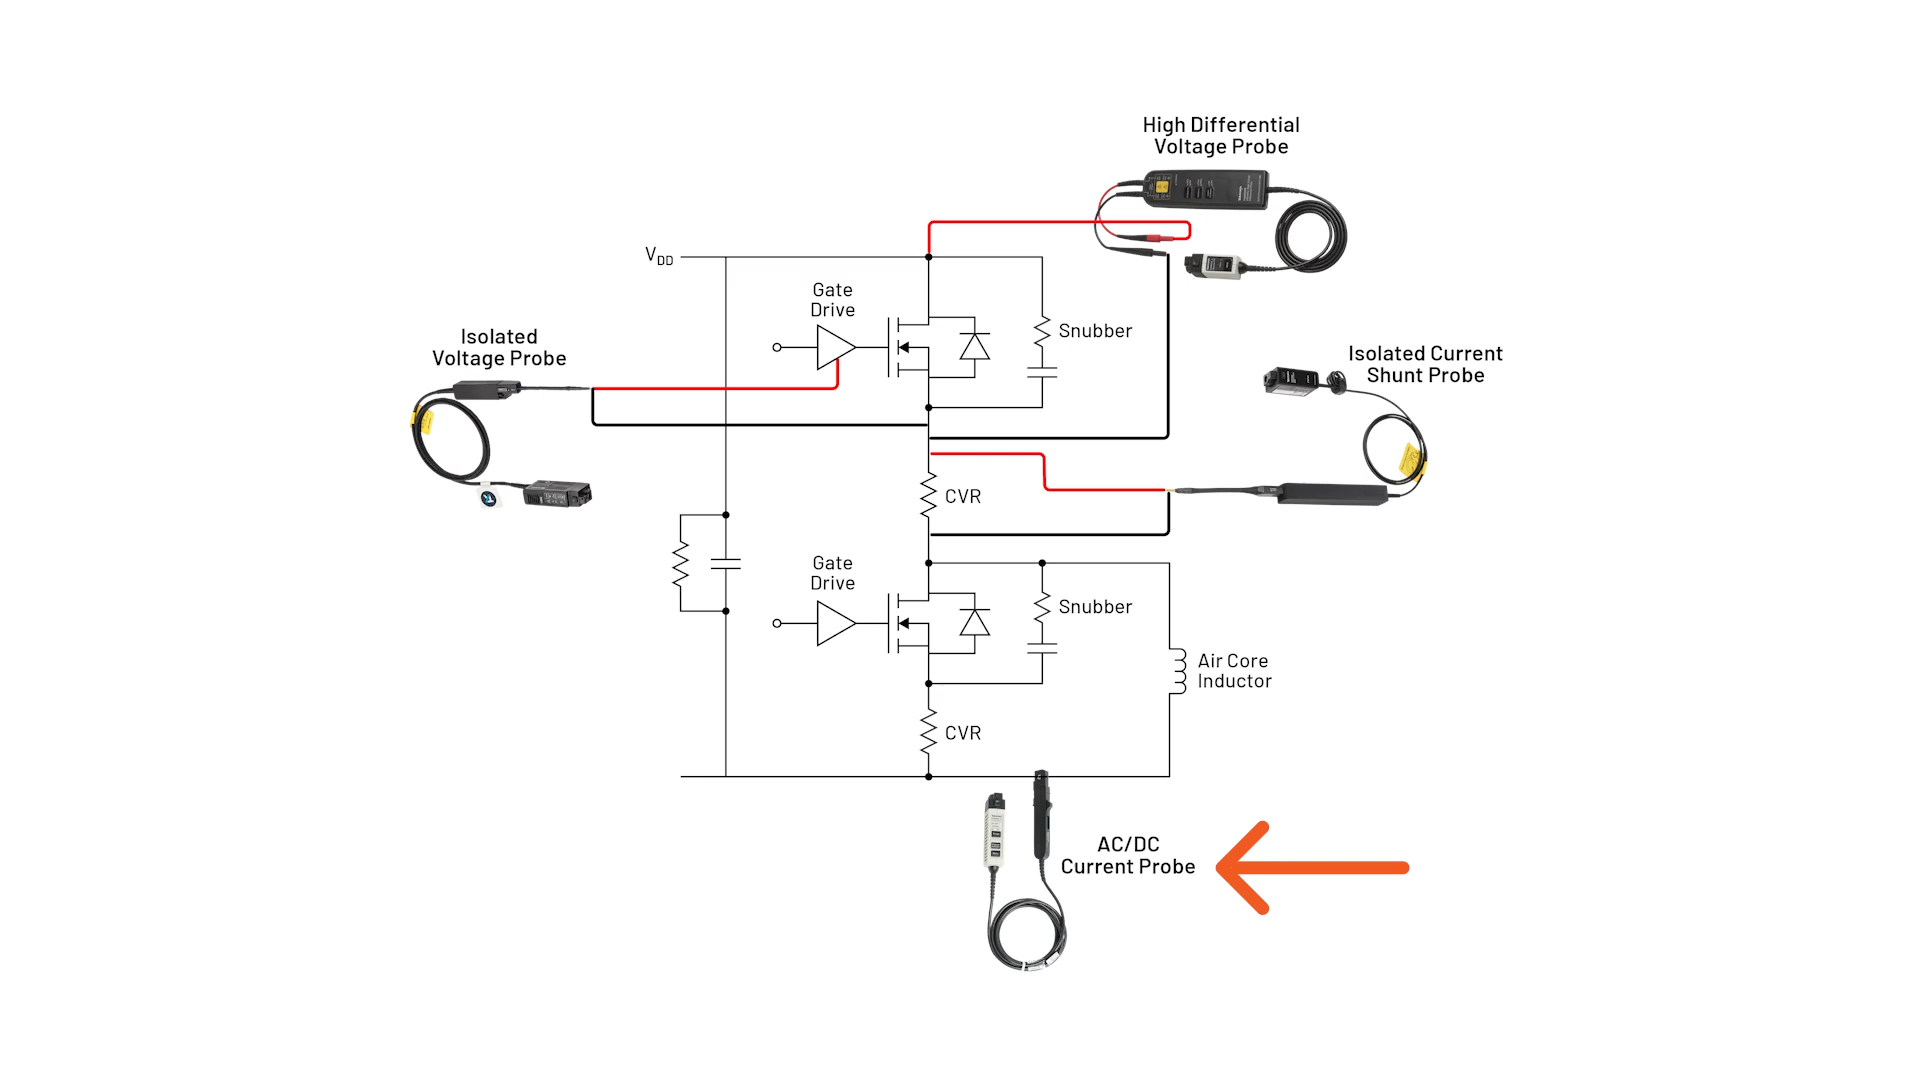 High Differential
Voltage Probe
V_DD
Gate
Drive
Snubber
Isolated
Voltage Probe
Isolated Current
Shunt Probe
CVR
Gate
Drive
Snubber
Air Core
Inductor
CVR
AC/DC
Current Probe